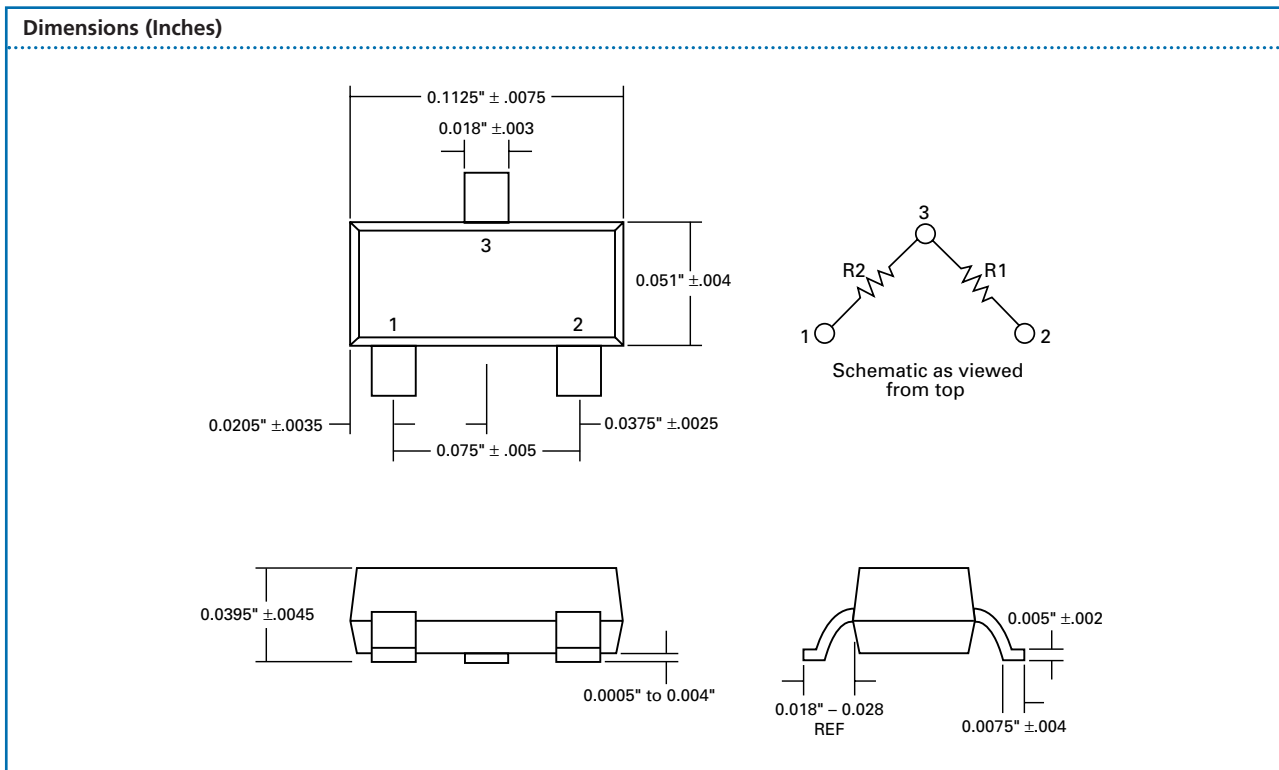 Dimensions (Inches)
0.1125" ± .0075
0.018" ±.003
3
0.051" ±.004
1 2
0.0205" ±.0035
0.0375" ±.0025
0.075" ± .005
3
R2 R1
1 2
Schematic as viewed
from top
0.0395" ±.0045
0.0005" to 0.004"
0.005" ±.002
0.018" – 0.028
REF
0.0075" ±.004